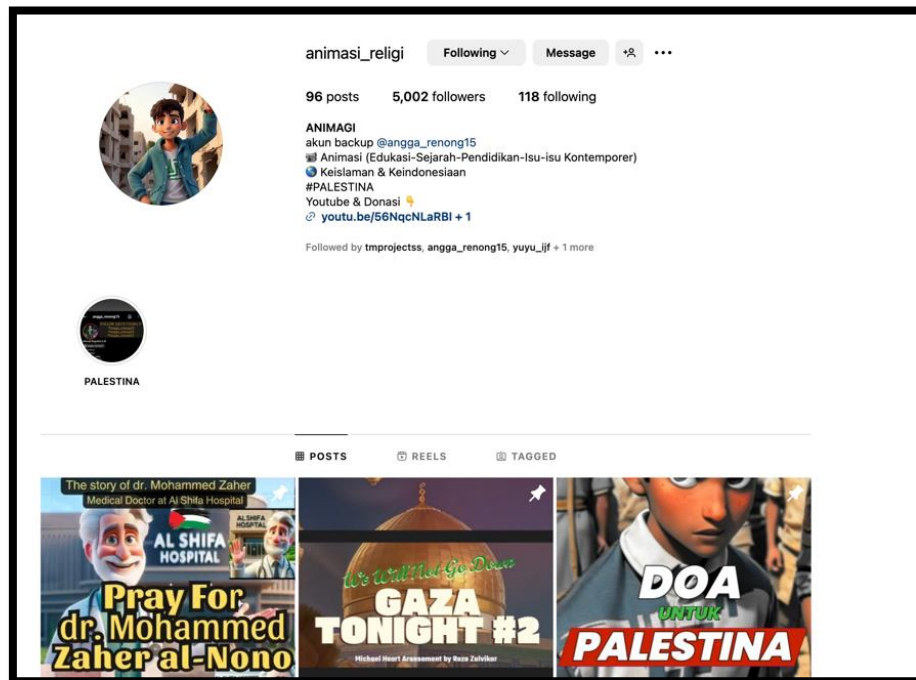 animasi_religi Following Message
96 posts 5,002 followers 118 following
ANIMAGI
akun backup @angga_renong15
Animasi (Edukasi-Sejarah-Pendidikan-Isu-isu Kontemporer)
Keislaman & Keindonesiaan
#PALESTINA
Youtube & Donasi
youtu.be/56NqcNLaRBI + 1
Followed by tmprojectss, angga_renong15, yuyu_ijf + 1 more
PALESTINA
POSTS REELS TAGGED
The story of dr. Mohammed Zaher
Medical Doctor at Al Shifa Hospital
AL SHIFA
HOSPITAL
ALSHIFA
HOSPTAL
Pray For
dr. Mohammed
Zaher al-Nono
We Will Not Go Down
GAZA
TONIGHT #2
Michael Heart Aransement by Reza Zulvikar
DOA
UNTUK
PALESTINA